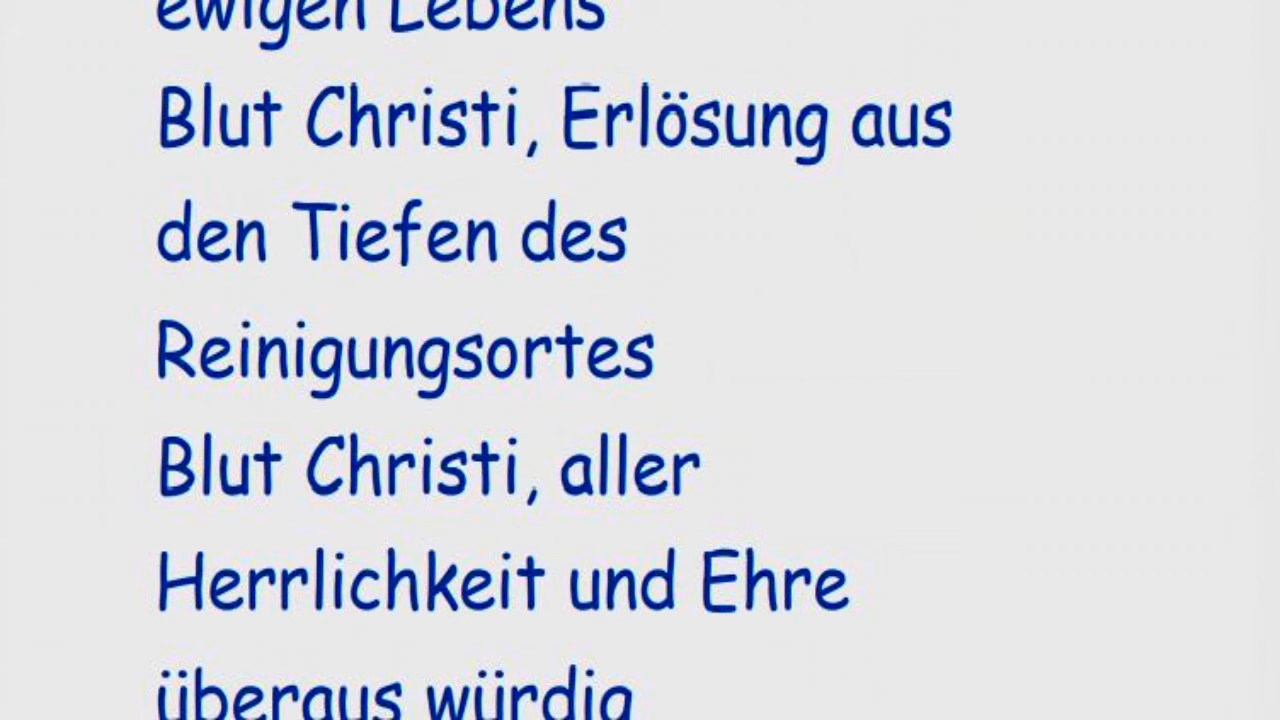 ewigen Lebens
Blut Christi, Erlösung aus
den Tiefen des
Reinigungsortes
Blut Christi, aller
Herrlichkeit und Ehre
überaus würdig